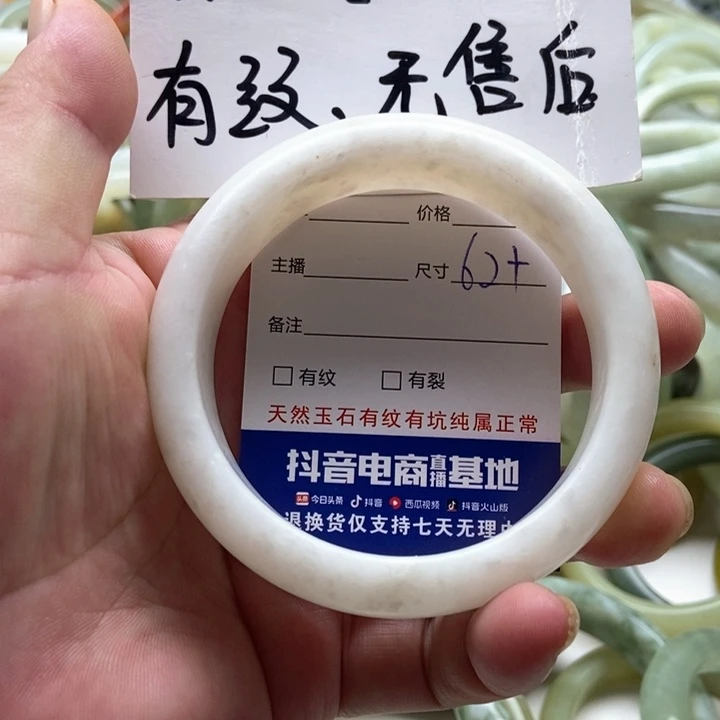 有纹、无售后
价格
主播 尺寸 62+
备注
有纹 有裂
天然玉石有纹有坑纯属正常
抖音电商直播基地
今日头条 抖音 西瓜视频 抖音火山版
退换货仅支持七天无理由